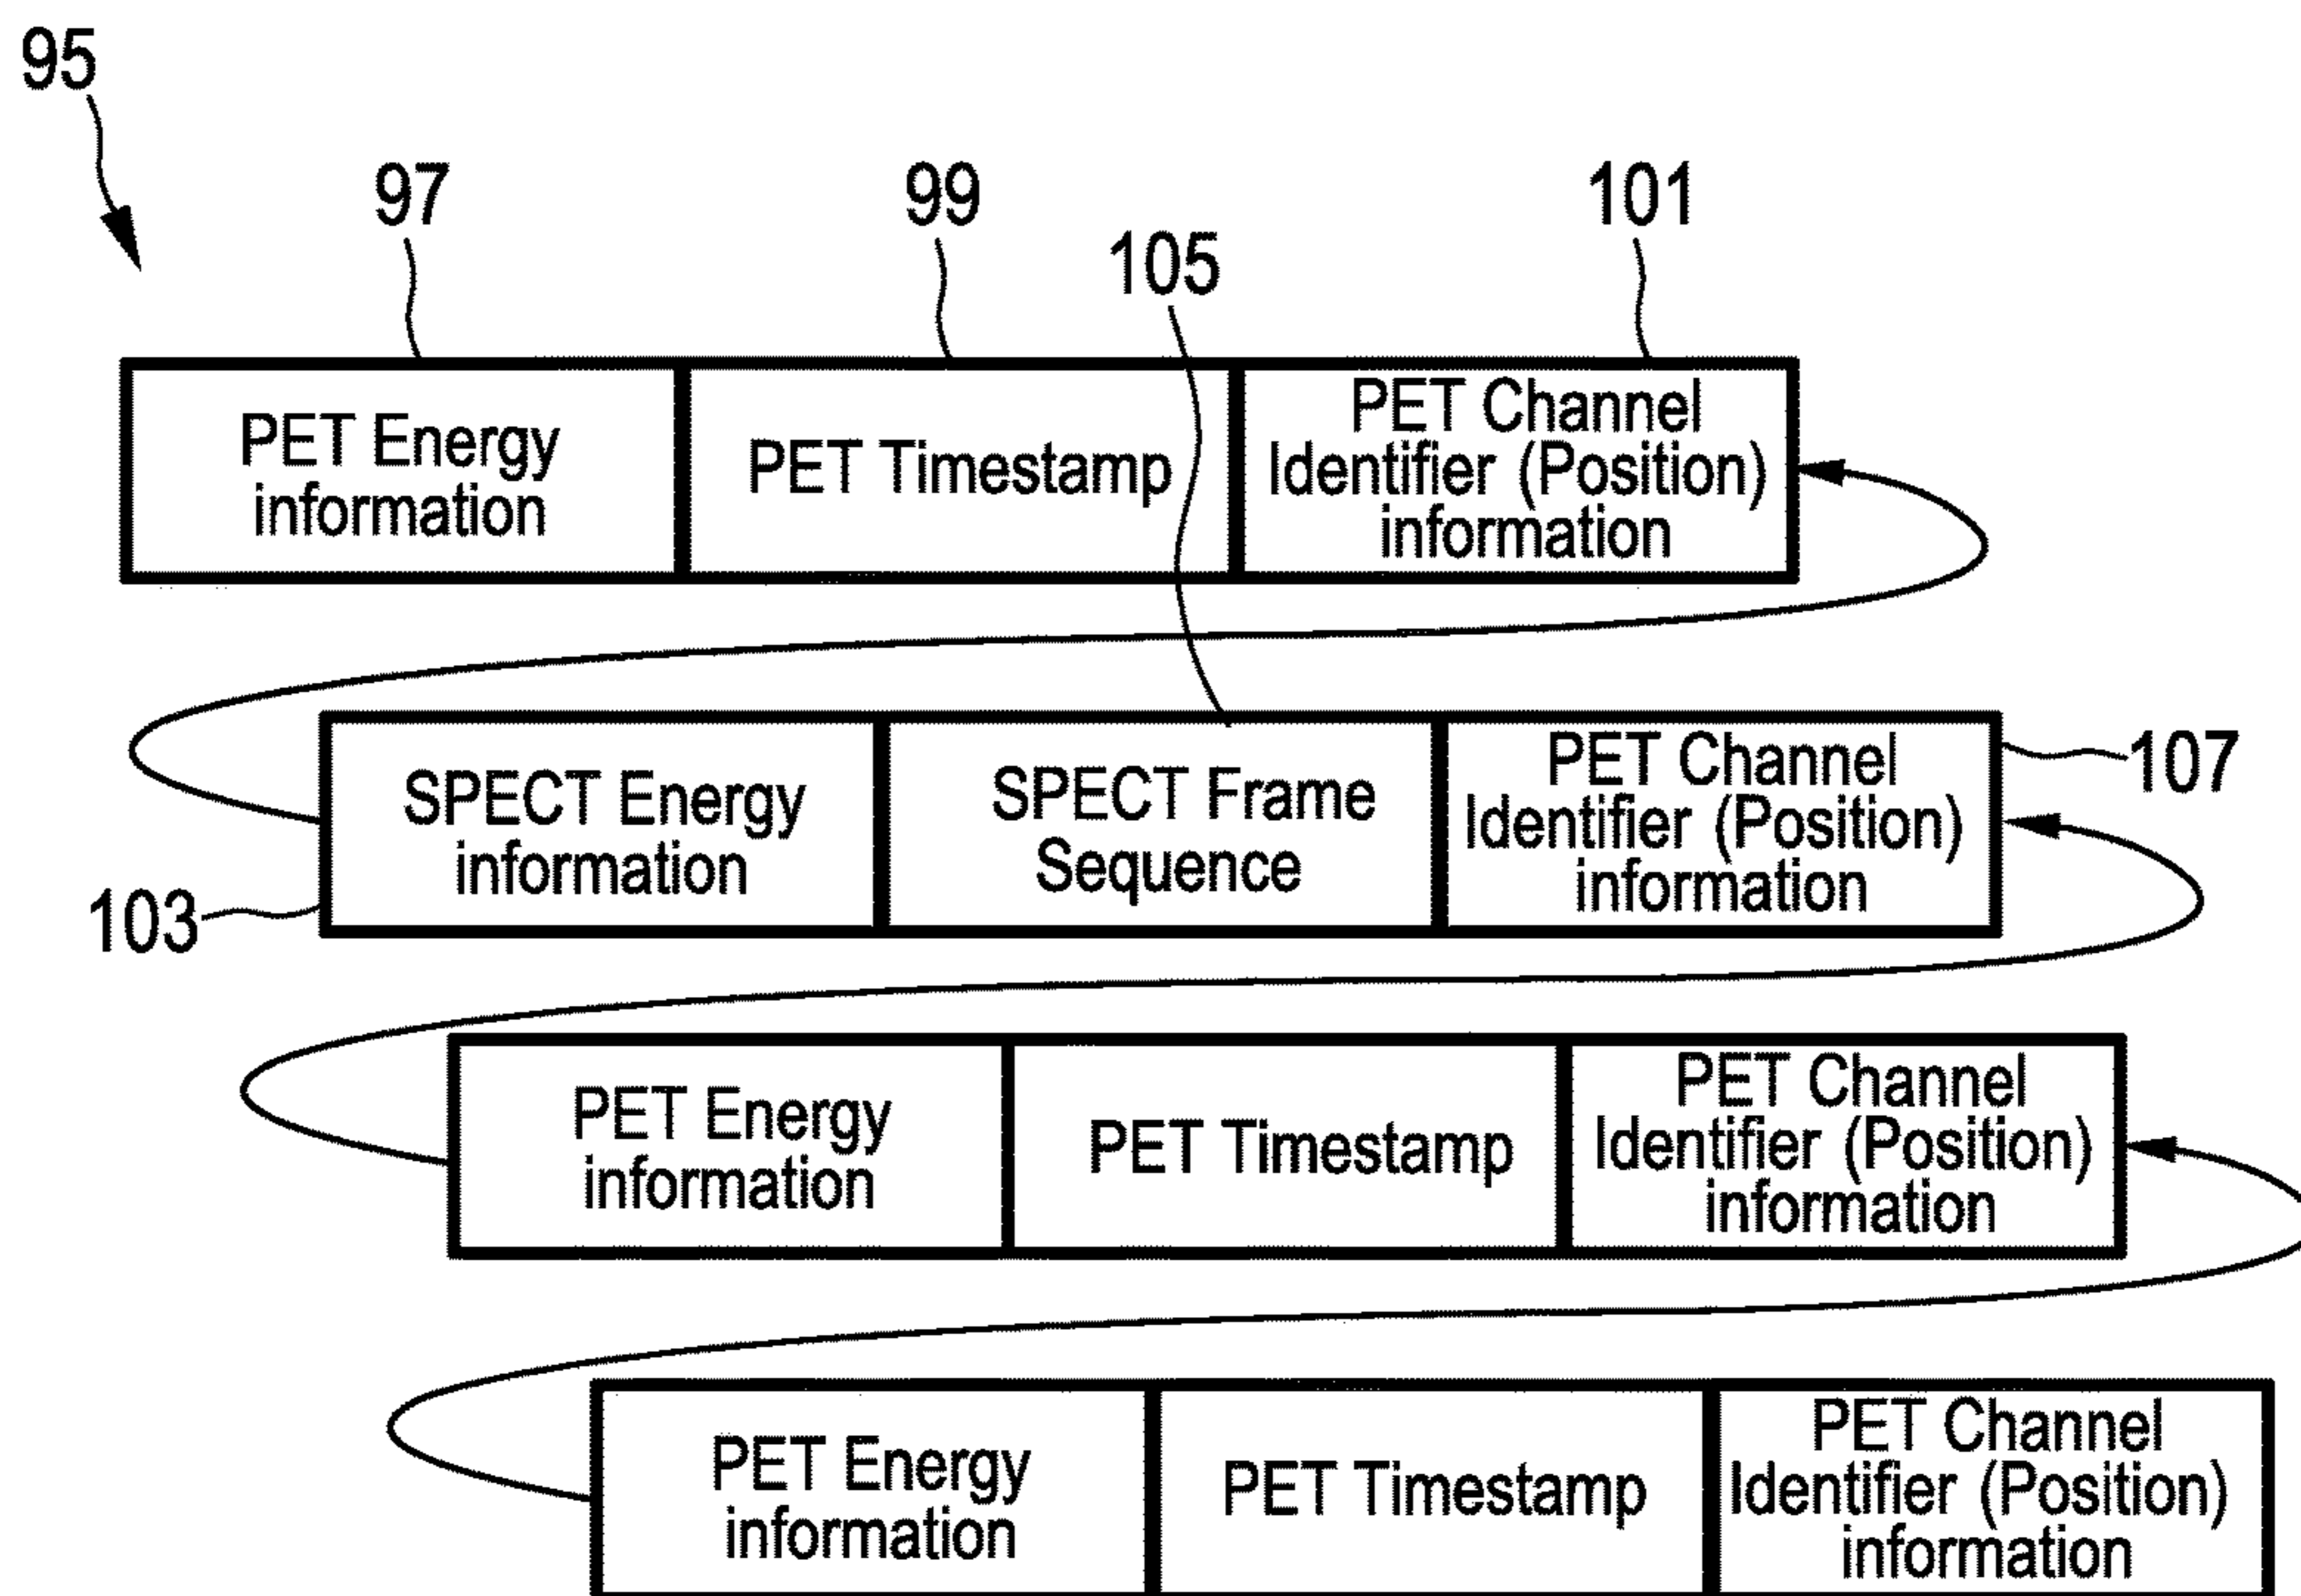 95
97
99
101
105
PET Energy
information
PET Timestamp
PET Channel
Identifier (Position)
information
SPECT Energy
information
SPECT Frame
Sequence
PET Channel
Identifier (Position)
information
107
103
PET Energy
information
PET Timestamp
PET Channel
Identifier (Position)
information
PET Energy
information
PET Timestamp
PET Channel
Identifier (Position)
information